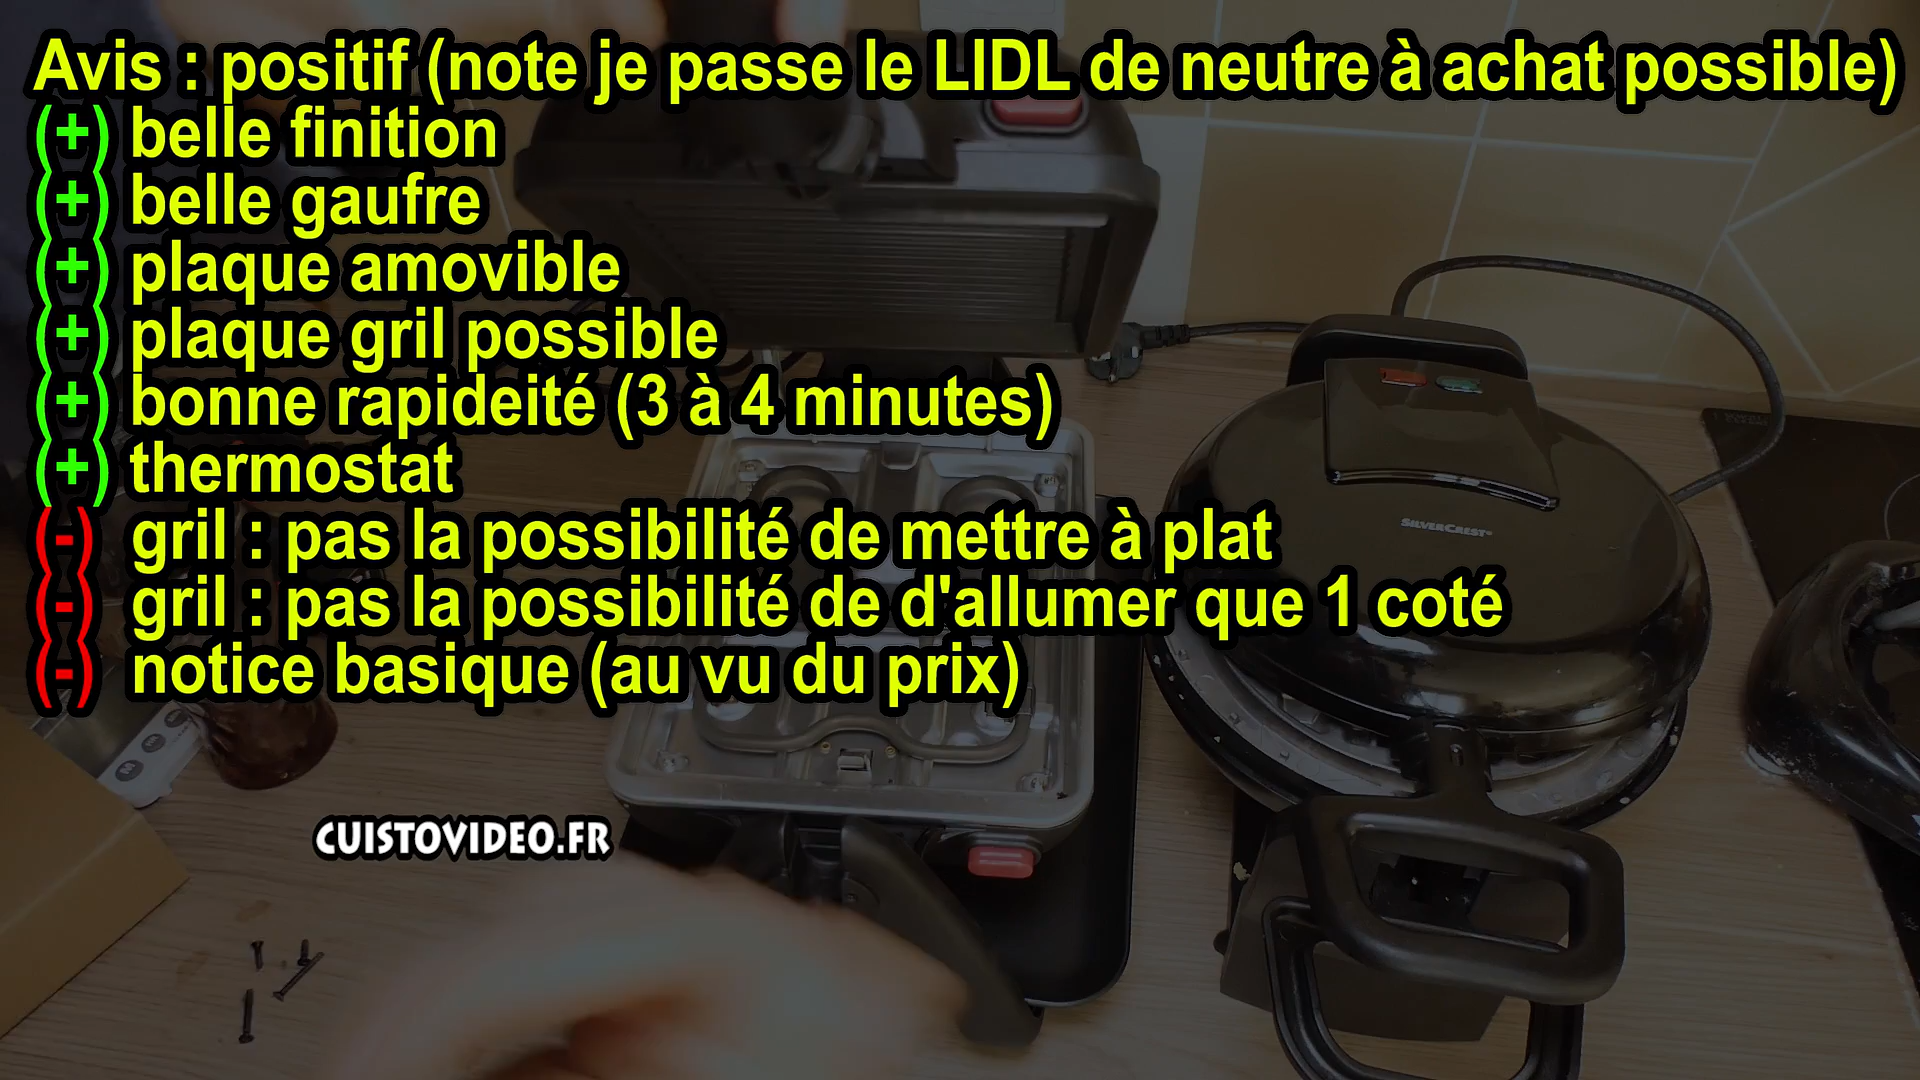 Avis : positif (note je passe le LIDL de neutre à achat possible)
(+) belle finition
(+) belle gaufre
(+) plaque amovible
(+) plaque gril possible
(+) bonne rapideité (3 à 4 minutes)
(+) thermostat
(-) gril : pas la possibilité de mettre à plat
(-) gril : pas la possibilité de d'allumer que 1 coté
(-) notice basique (au vu du prix)
SILVERCREST®
CUISTOVIDEO.FR